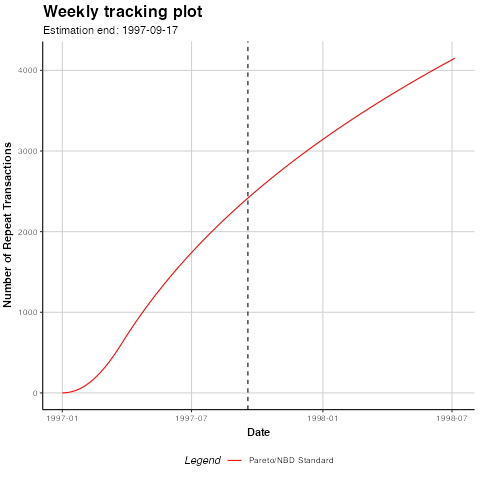 Weekly tracking plot
Estimation end: 1997-09-17
Number of Repeat Transactions
4000
3000
2000
1000
0
1997-01
1997-07
1998-01
1998-07
Date
Legend
Pareto/NBD Standard